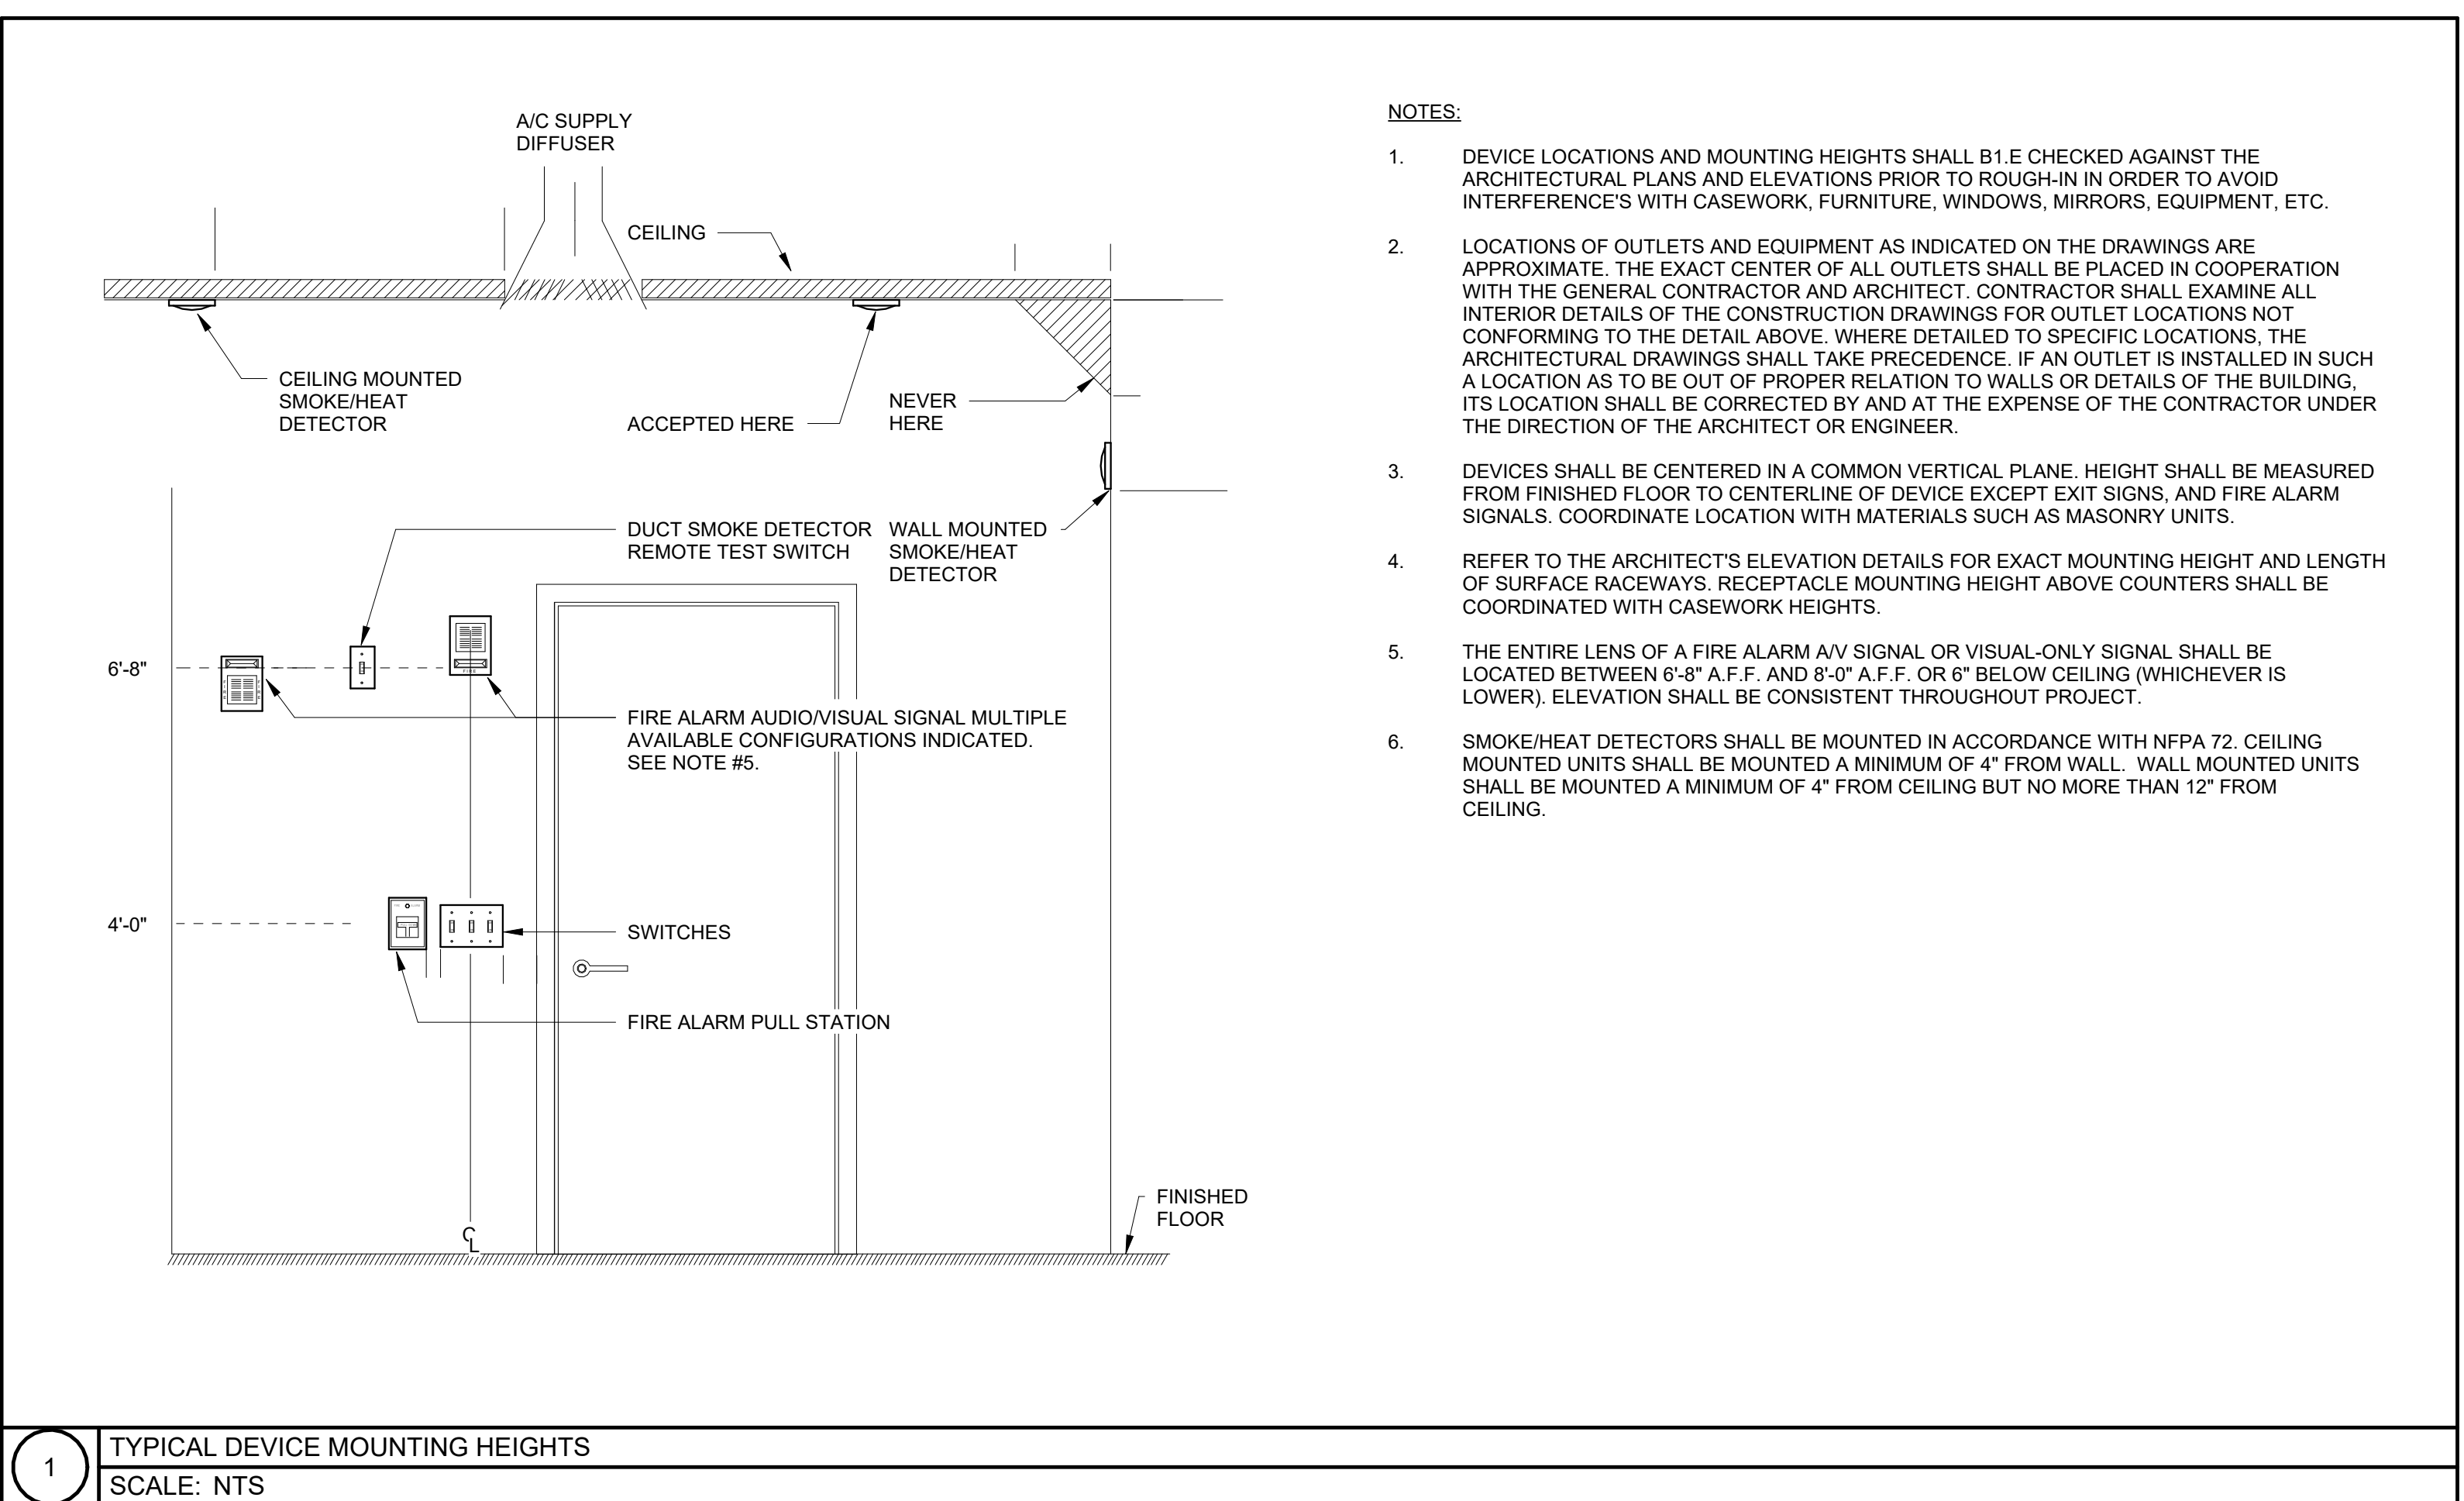 A/C SUPPLY
DIFFUSER
CEILING
CEILING MOUNTED
SMOKE/HEAT
DETECTOR
ACCEPTED HERE
NEVER
HERE
DUCT SMOKE DETECTOR
REMOTE TEST SWITCH
WALL MOUNTED
SMOKE/HEAT
DETECTOR
6'-8"
FIRE
FIRE
FIRE
FIRE ALARM AUDIO/VISUAL SIGNAL MULTIPLE
AVAILABLE CONFIGURATIONS INDICATED.
SEE NOTE #5.
4'-0"
SWITCHES
FIRE ALARM PULL STATION
CL
FINISHED
FLOOR
NOTES:
1. DEVICE LOCATIONS AND MOUNTING HEIGHTS SHALL B1.E CHECKED AGAINST THE
ARCHITECTURAL PLANS AND ELEVATIONS PRIOR TO ROUGH-IN IN ORDER TO AVOID
INTERFERENCE'S WITH CASEWORK, FURNITURE, WINDOWS, MIRRORS, EQUIPMENT, ETC.
2. LOCATIONS OF OUTLETS AND EQUIPMENT AS INDICATED ON THE DRAWINGS ARE
APPROXIMATE. THE EXACT CENTER OF ALL OUTLETS SHALL BE PLACED IN COOPERATION
WITH THE GENERAL CONTRACTOR AND ARCHITECT. CONTRACTOR SHALL EXAMINE ALL
INTERIOR DETAILS OF THE CONSTRUCTION DRAWINGS FOR OUTLET LOCATIONS NOT
CONFORMING TO THE DETAIL ABOVE. WHERE DETAILED TO SPECIFIC LOCATIONS, THE
ARCHITECTURAL DRAWINGS SHALL TAKE PRECEDENCE. IF AN OUTLET IS INSTALLED IN SUCH
A LOCATION AS TO BE OUT OF PROPER RELATION TO WALLS OR DETAILS OF THE BUILDING,
ITS LOCATION SHALL BE CORRECTED BY AND AT THE EXPENSE OF THE CONTRACTOR UNDER
THE DIRECTION OF THE ARCHITECT OR ENGINEER.
3. DEVICES SHALL BE CENTERED IN A COMMON VERTICAL PLANE. HEIGHT SHALL BE MEASURED
FROM FINISHED FLOOR TO CENTERLINE OF DEVICE EXCEPT EXIT SIGNS, AND FIRE ALARM
SIGNALS. COORDINATE LOCATION WITH MATERIALS SUCH AS MASONRY UNITS.
4. REFER TO THE ARCHITECT'S ELEVATION DETAILS FOR EXACT MOUNTING HEIGHT AND LENGTH
OF SURFACE RACEWAYS. RECEPTACLE MOUNTING HEIGHT ABOVE COUNTERS SHALL BE
COORDINATED WITH CASEWORK HEIGHTS.
5. THE ENTIRE LENS OF A FIRE ALARM A/V SIGNAL OR VISUAL-ONLY SIGNAL SHALL BE
LOCATED BETWEEN 6'-8" A.F.F. AND 8'-0" A.F.F. OR 6" BELOW CEILING (WHICHEVER IS
LOWER). ELEVATION SHALL BE CONSISTENT THROUGHOUT PROJECT.
6. SMOKE/HEAT DETECTORS SHALL BE MOUNTED IN ACCORDANCE WITH NFPA 72. CEILING
MOUNTED UNITS SHALL BE MOUNTED A MINIMUM OF 4" FROM WALL. WALL MOUNTED UNITS
SHALL BE MOUNTED A MINIMUM OF 4" FROM CEILING BUT NO MORE THAN 12" FROM
CEILING.
1
TYPICAL DEVICE MOUNTING HEIGHTS
SCALE: NTS